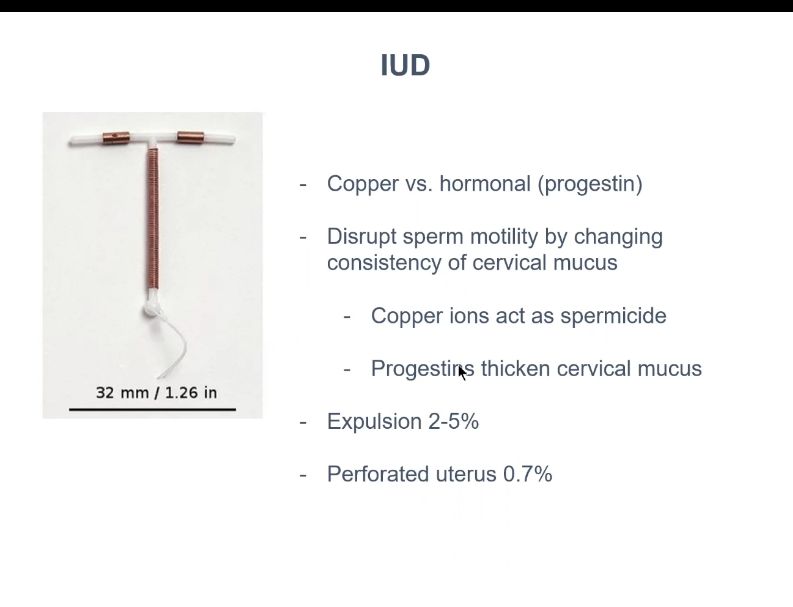 IUD
32 mm / 1.26 in
- Copper vs. hormonal (progestin)
- Disrupt sperm motility by changing
consistency of cervical mucus
- Copper ions act as spermicide
- Progestins thicken cervical mucus
- Expulsion 2-5%
- Perforated uterus 0.7%